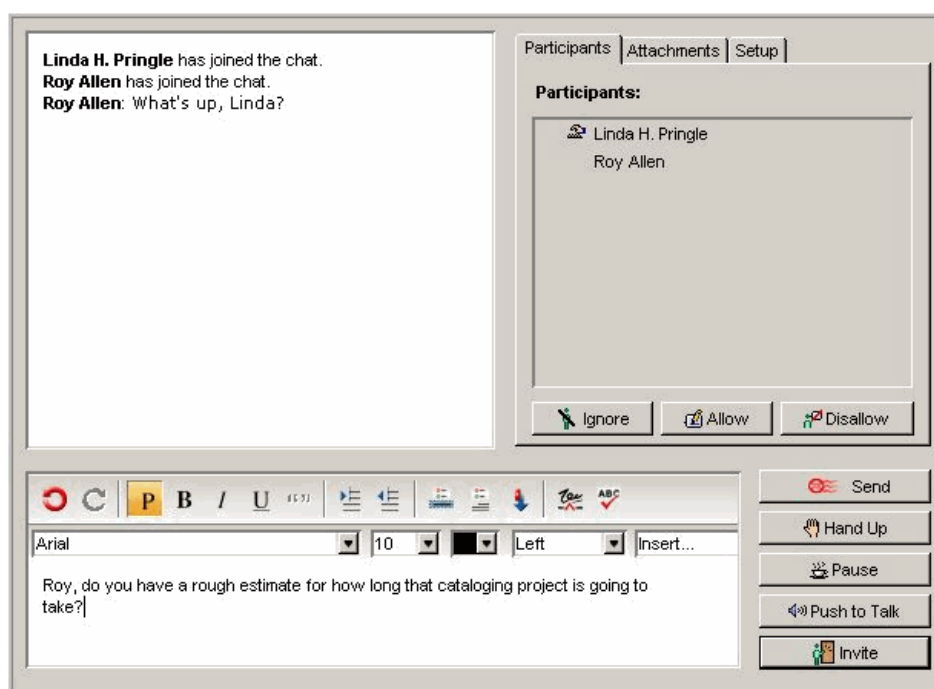 Linda H. Pringle has joined the chat.
Roy Allen has joined the chat.
Roy Allen: What's up, Linda?
Participants Attachments Setup
Participants:
Linda H. Pringle
Roy Allen
Ignore Allow Disallow
P B I U “”
ABC
Arial 10 Left Insert...
Roy, do you have a rough estimate for how long that cataloging project is going to
take?
Send
Hand Up
Pause
Push to Talk
Invite